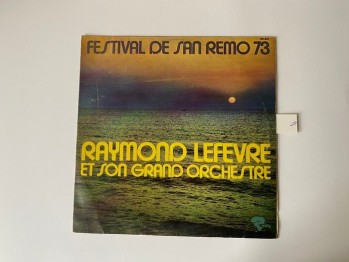 FESTIVAL DE SAN REMO 73
RAYMOND LEFEVRE
ET SON GRAND ORCHESTRE